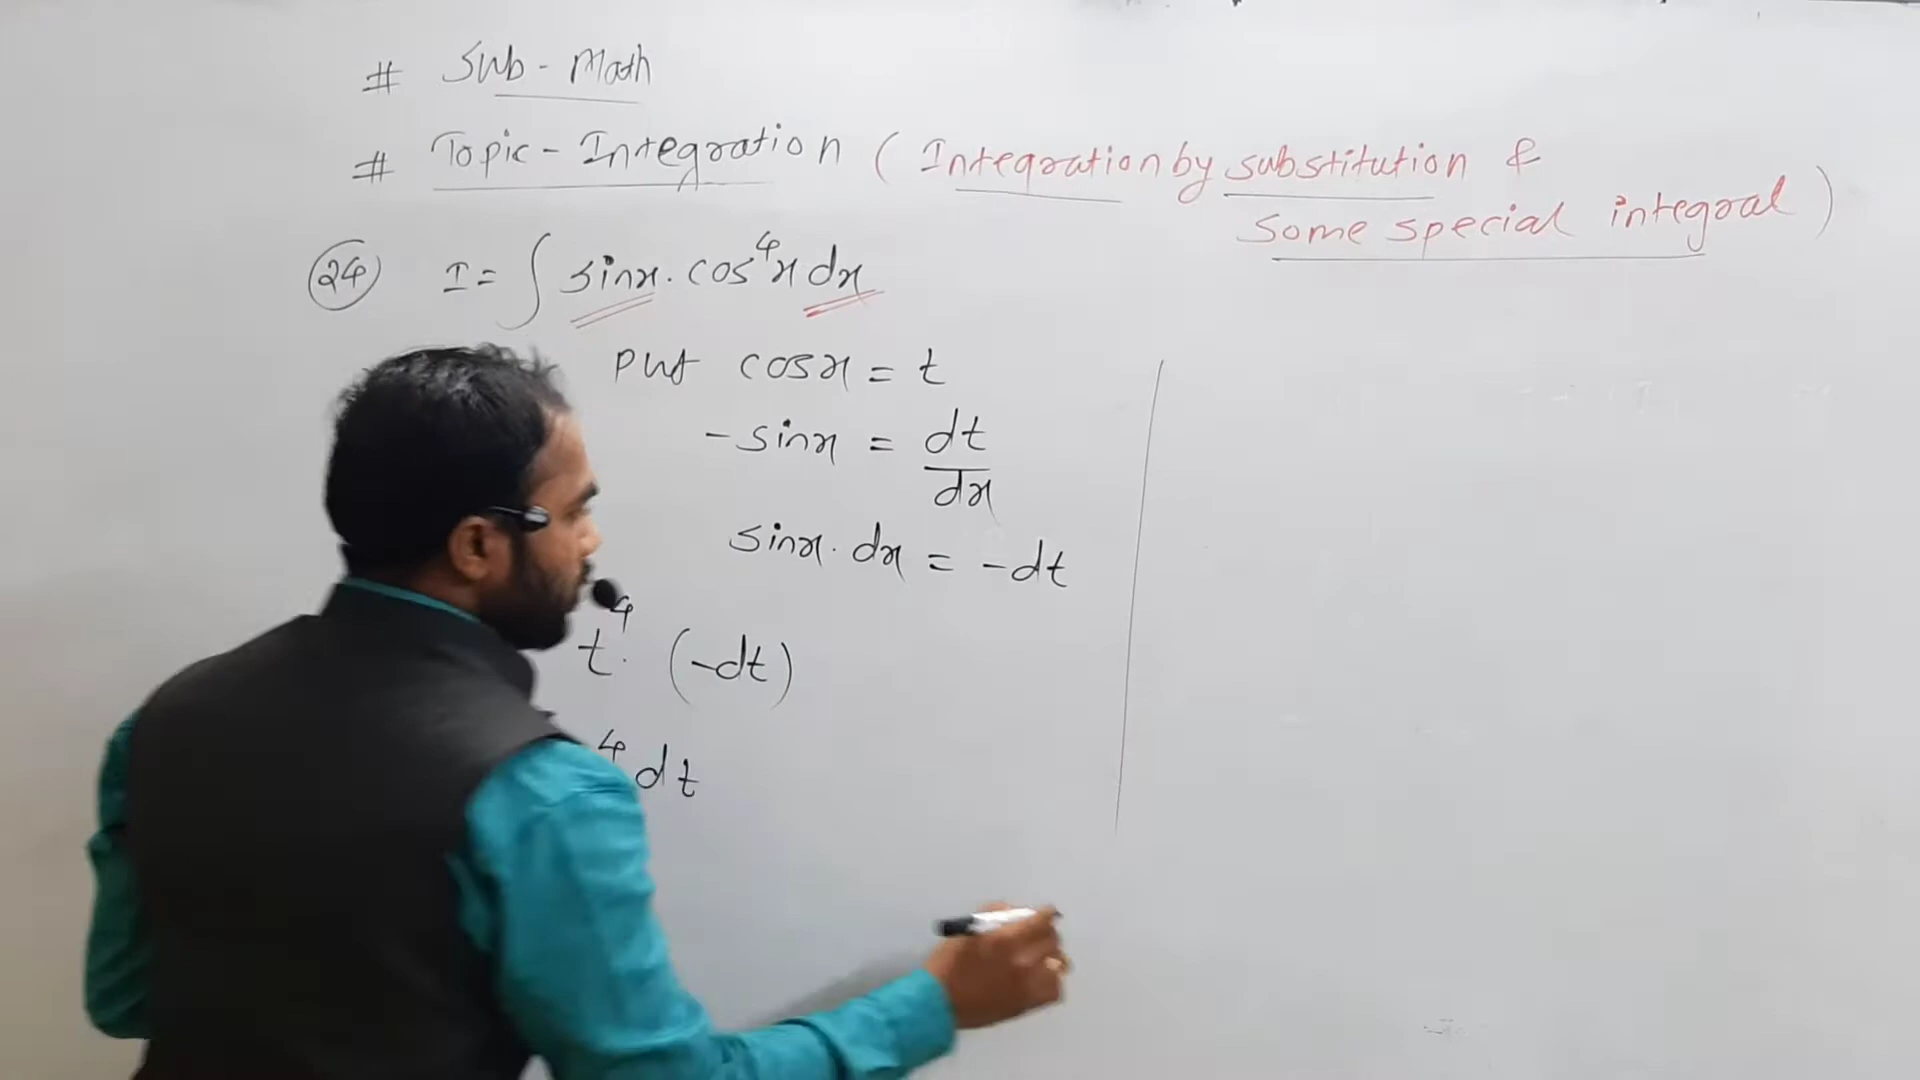 # Sub - Math
# Topic - Integration ( Integration by substitution &
some special integral )
(24) I = ∫ sinx . cos⁴x dx
put cosx = t
-sinx = dt/dx
sinx . dx = -dt
t⁴ . (-dt)
⁴ dt